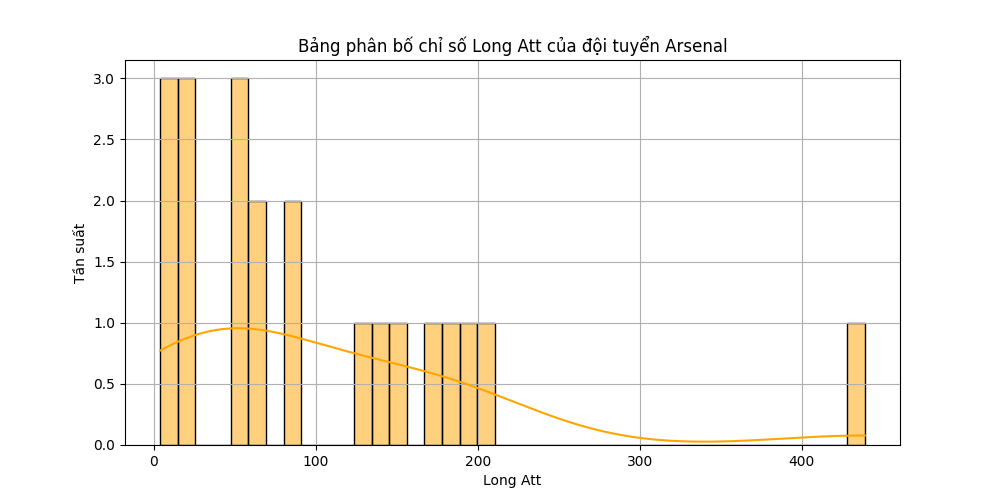 Bảng phân bố chỉ số Long Att của đội tuyển Arsenal
3.0
2.5
2.0
1.5
1.0
0.5
0.0
Tần suất
0 100 200 300 400
Long Att